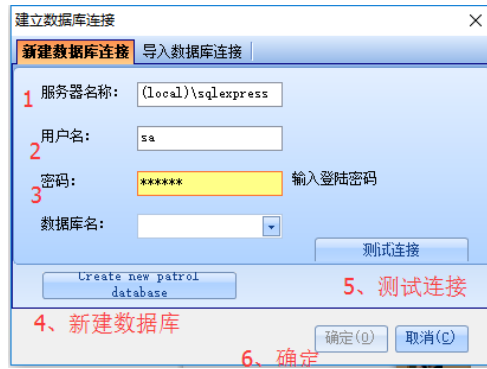 建立数据库连接
新建数据库连接 导入数据库连接
1 服务器名称: (local)\sqlexpress
2 用户名: sa
3 密码: ****** 输入登陆密码
数据库名:
测试连接
Create new patrol
database
5、测试连接
4、新建数据库
确定(O) 取消(C)
6、确定